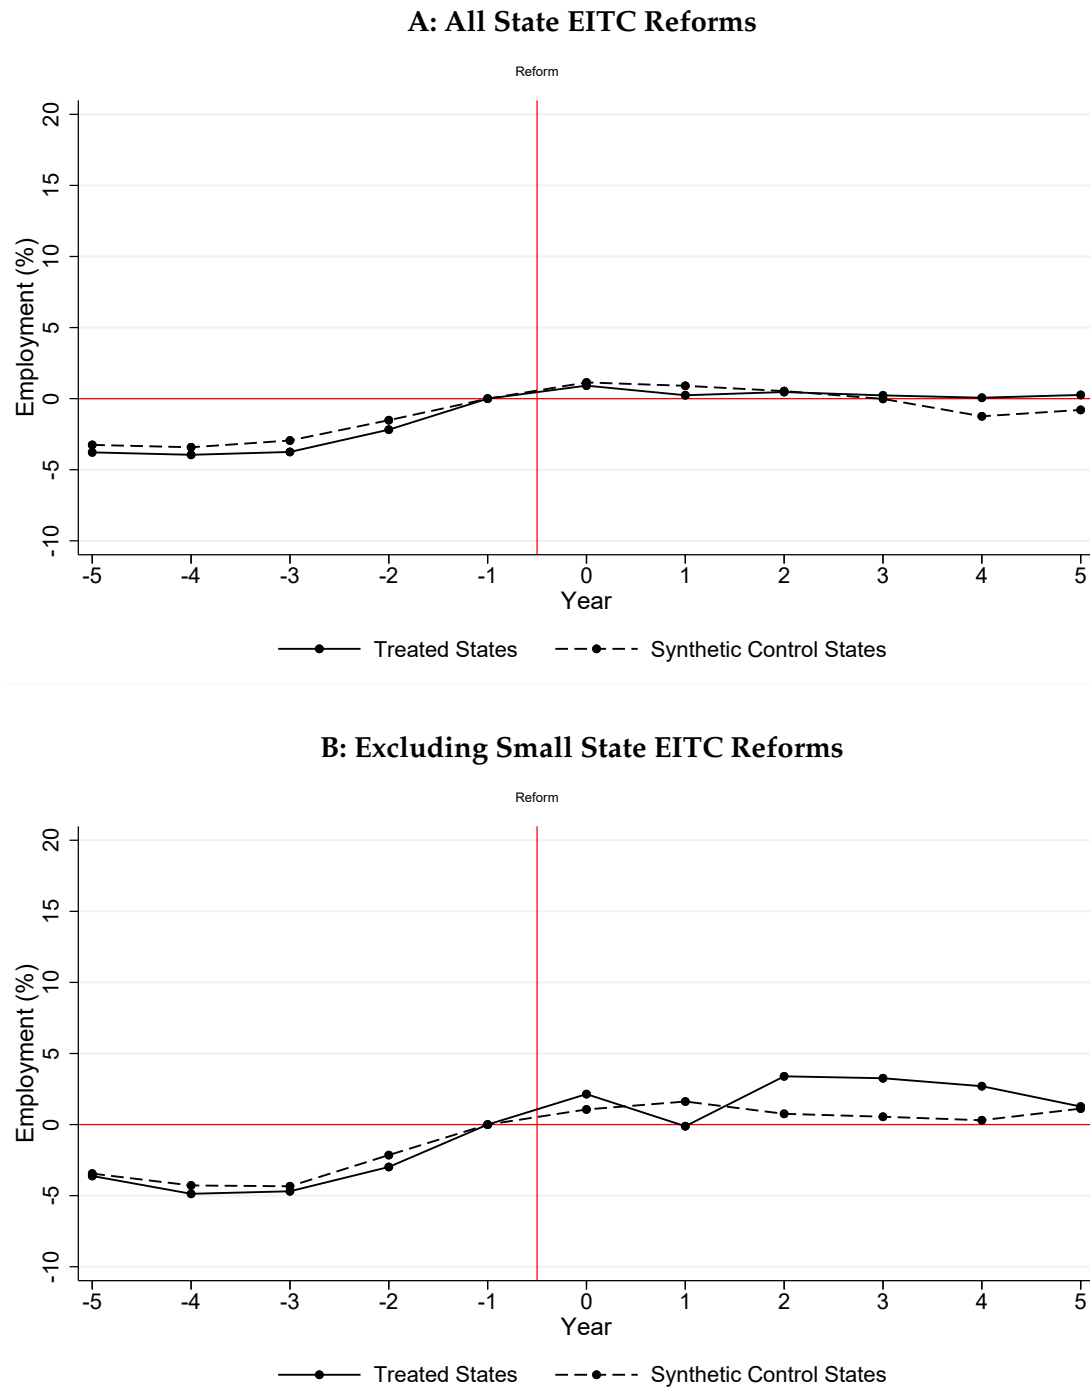 A: All State EITC Reforms
Reform
Employment (%)
20
15
10
5
0
-5
-10
-5 -4 -3 -2 -1 0 1 2 3 4 5
Year
Treated States Synthetic Control States
B: Excluding Small State EITC Reforms
Reform
Employment (%)
20
15
10
5
0
-5
-10
-5 -4 -3 -2 -1 0 1 2 3 4 5
Year
Treated States Synthetic Control States